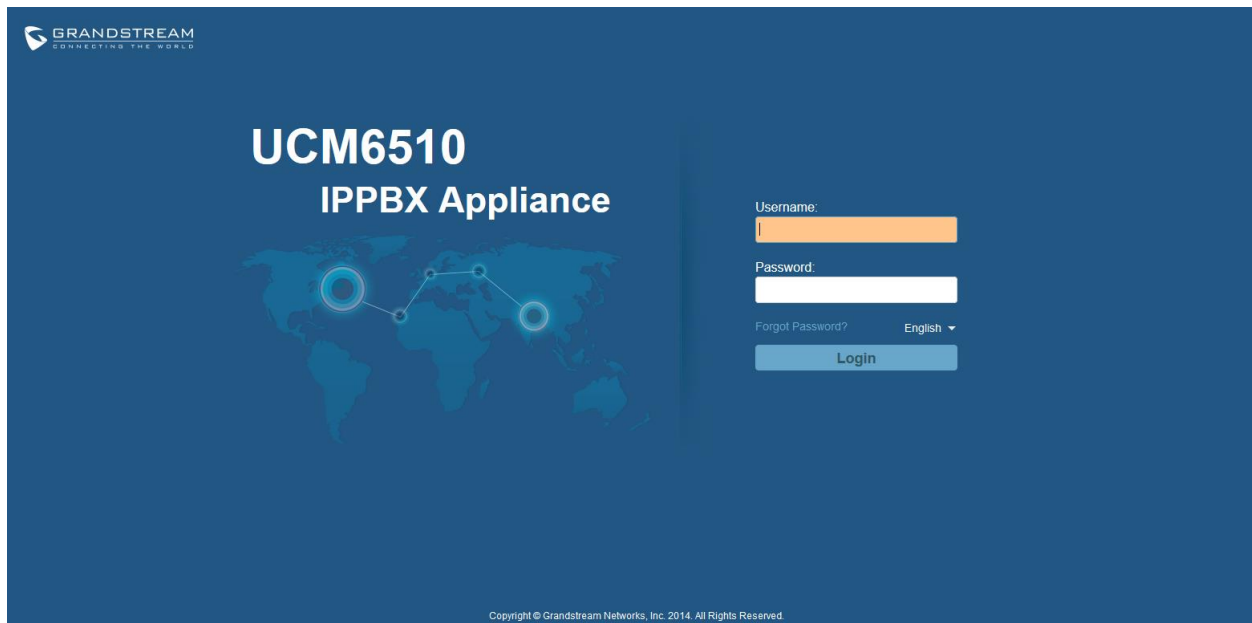 GRANDSTREAM
CONNECTING THE WORLD
UCM6510
IPPBX Appliance
Username:
Password:
Forgot Password?
English
Login
Copyright © Grandstream Networks, Inc. 2014. All Rights Reserved.